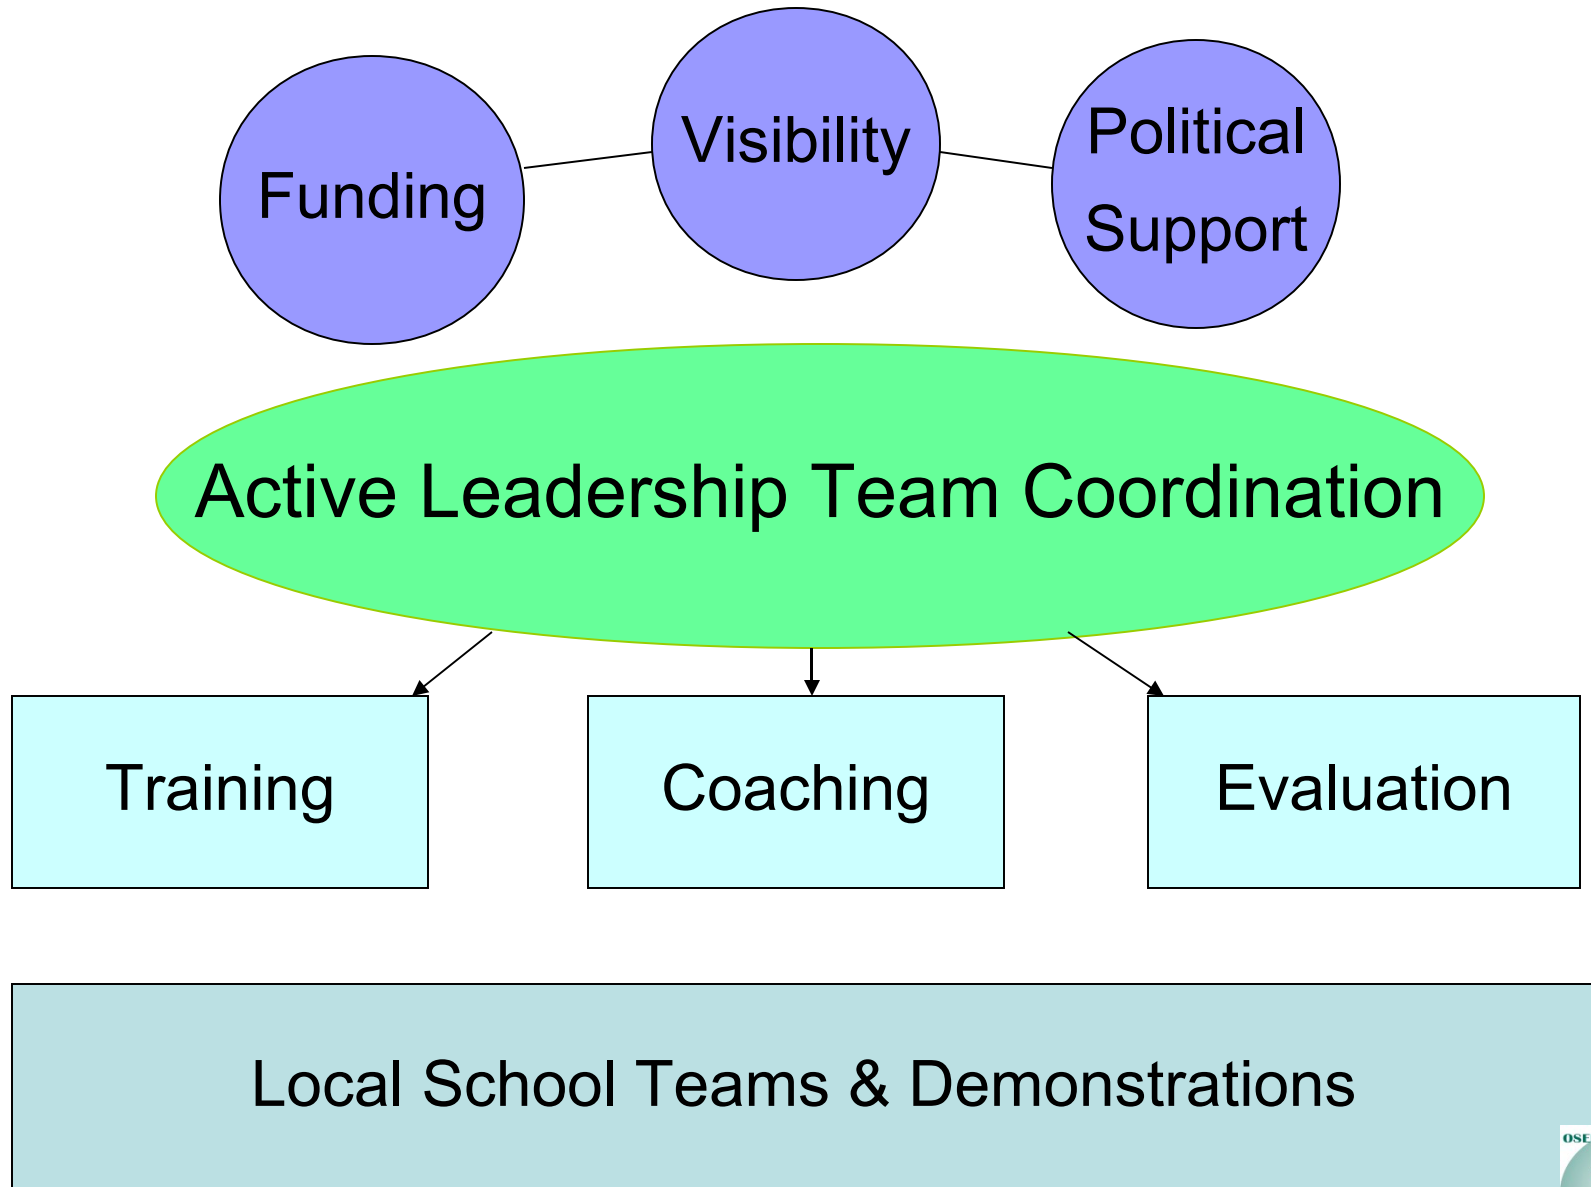 Funding
Visibility
Political
Support
Active Leadership Team Coordination
Training
Coaching
Evaluation
Local School Teams & Demonstrations